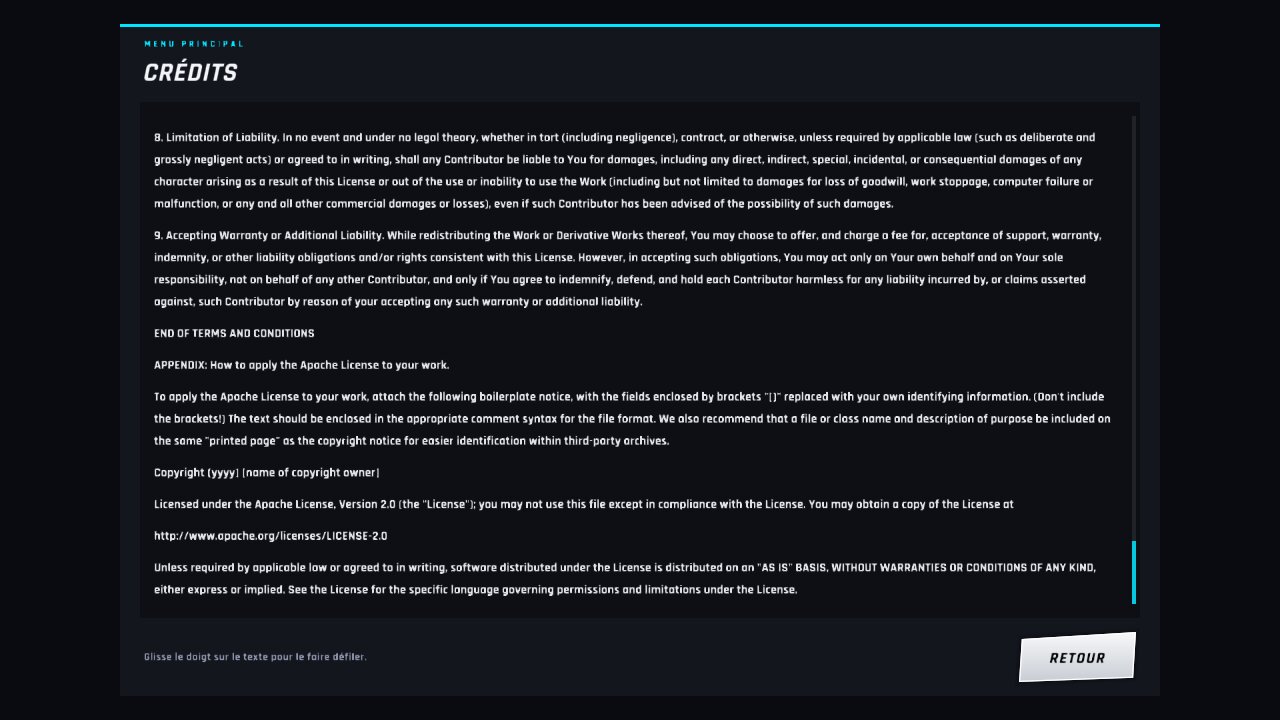 MENU PRINCIPAL
CRÉDITS
8. Limitation of Liability. In no event and under no legal theory, whether in tort (including negligence), contract, or otherwise, unless required by applicable law (such as deliberate and
grossly negligent acts) or agreed to in writing, shall any Contributor be liable to You for damages, including any direct, indirect, special, incidental, or consequential damages of any
character arising as a result of this License or out of the use or inability to use the Work (including but not limited to damages for loss of goodwill, work stoppage, computer failure or
malfunction, or any and all other commercial damages or losses), even if such Contributor has been advised of the possibility of such damages.
9. Accepting Warranty or Additional Liability. While redistributing the Work or Derivative Works thereof, You may choose to offer, and charge a fee for, acceptance of support, warranty,
indemnity, or other liability obligations and/or rights consistent with this License. However, in accepting such obligations, You may act only on Your own behalf and on Your sole
responsibility, not on behalf of any other Contributor, and only if You agree to indemnify, defend, and hold each Contributor harmless for any liability incurred by, or claims asserted
against, such Contributor by reason of your accepting any such warranty or additional liability.
END OF TERMS AND CONDITIONS
APPENDIX: How to apply the Apache License to your work.
To apply the Apache License to your work, attach the following boilerplate notice, with the fields enclosed by brackets "[]" replaced with your own identifying information. (Don't include
the brackets!) The text should be enclosed in the appropriate comment syntax for the file format. We also recommend that a file or class name and description of purpose be included on
the same "printed page" as the copyright notice for easier identification within third-party archives.
Copyright [yyyy] [name of copyright owner]
Licensed under the Apache License, Version 2.0 (the "License"); you may not use this file except in compliance with the License. You may obtain a copy of the License at
http://www.apache.org/licenses/LICENSE-2.0
Unless required by applicable law or agreed to in writing, software distributed under the License is distributed on an "AS IS" BASIS, WITHOUT WARRANTIES OR CONDITIONS OF ANY KIND,
either express or implied. See the License for the specific language governing permissions and limitations under the License.
Glisse le doigt sur le texte pour le faire défiler.
RETOUR